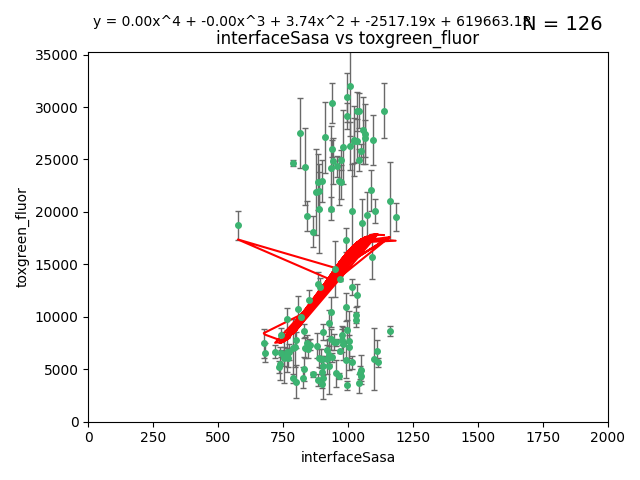 y = 0.00x^4 + -0.00x^3 + 3.74x^2 + -2517.19x + 619663.18
N = 126
interfaceSasa vs toxgreen_fluor
35000
30000
25000
20000
15000
10000
5000
0
toxgreen_fluor
0 250 500 750 1000 1250 1500 1750 2000
interfaceSasa